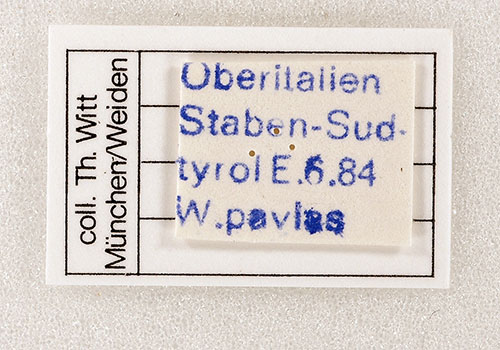 coll. Th. Witt
München/Weiden
Oberitalien
Staben-Sud-
tyrol E.6.84
W.pavlas